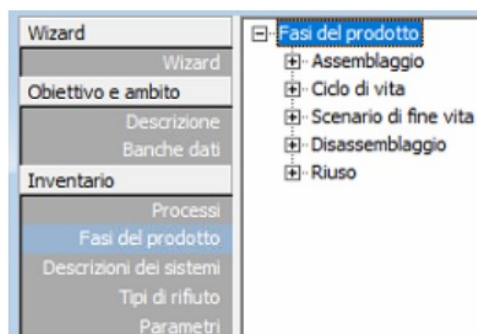 Wizard
Wizard
Obiettivo e ambito
Descrizione
Banche dati
Inventario
Processi
Fasi del prodotto
Descrizioni dei sistemi
Tipi di rifiuto
Parametri
Fasi del prodotto
Assemblaggio
Ciclo di vita
Scenario di fine vita
Disassemblaggio
Riuso